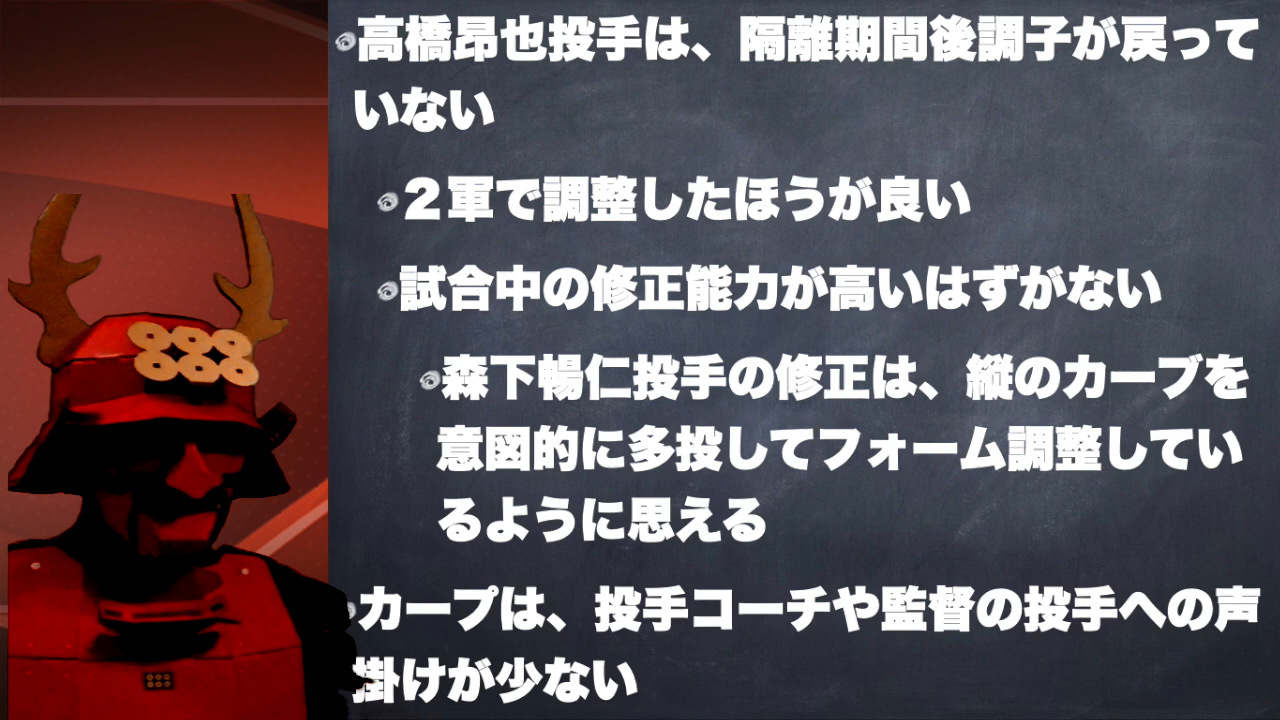 高橋昂也投手は、隔離期間後調子が戻って
いない
２軍で調整したほうが良い
試合中の修正能力が高いはずがない
森下暢仁投手の修正は、縦のカーブを
意図的に多投してフォーム調整してい
るように思える
カープは、投手コーチや監督の投手への声
掛けが少ない